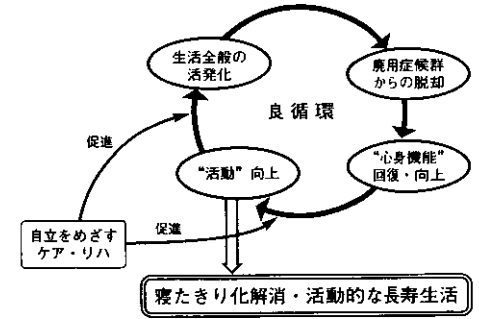 生活全般の
活発化
廃用症候群
からの脱却
良循環
促進
"活動"向上
"心身機能"
回復・向上
自立をめざす
ケア・リハ
促進
寝たきり化解消・活動的な長寿生活